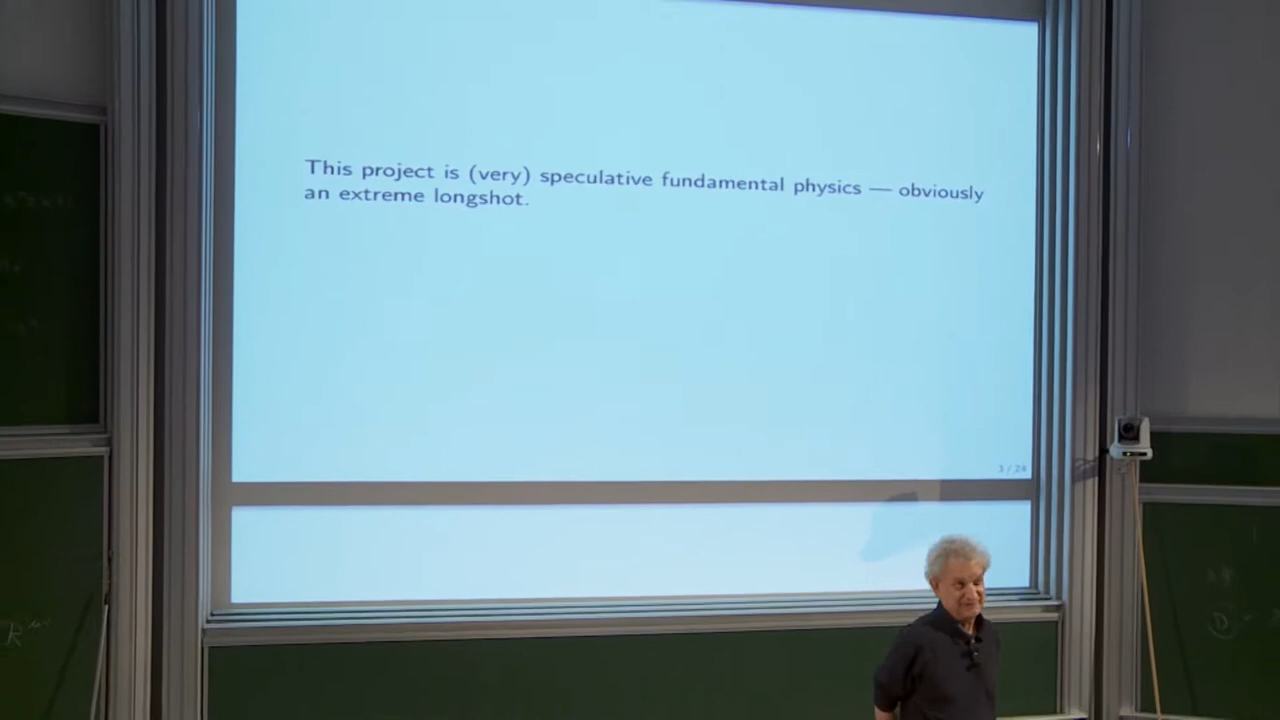 This project is (very) speculative fundamental physics — obviously
an extreme longshot.
3 / 24